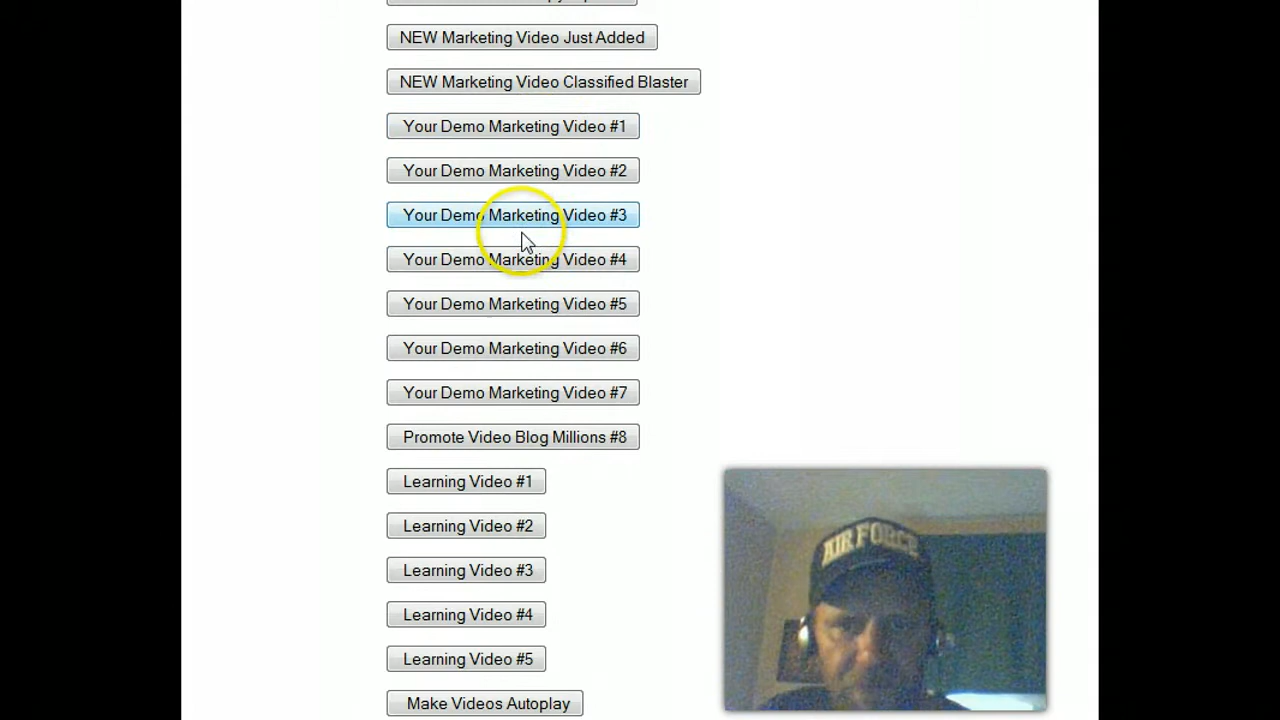 NEW Marketing Video Just Added
NEW Marketing Video Classified Blaster
Your Demo Marketing Video #1
Your Demo Marketing Video #2
Your Demo Marketing Video #3
Your Demo Marketing Video #4
Your Demo Marketing Video #5
Your Demo Marketing Video #6
Your Demo Marketing Video #7
Promote Video Blog Millions #8
Learning Video #1
Learning Video #2
Learning Video #3
Learning Video #4
Learning Video #5
Make Videos Autoplay
AIR FORCE